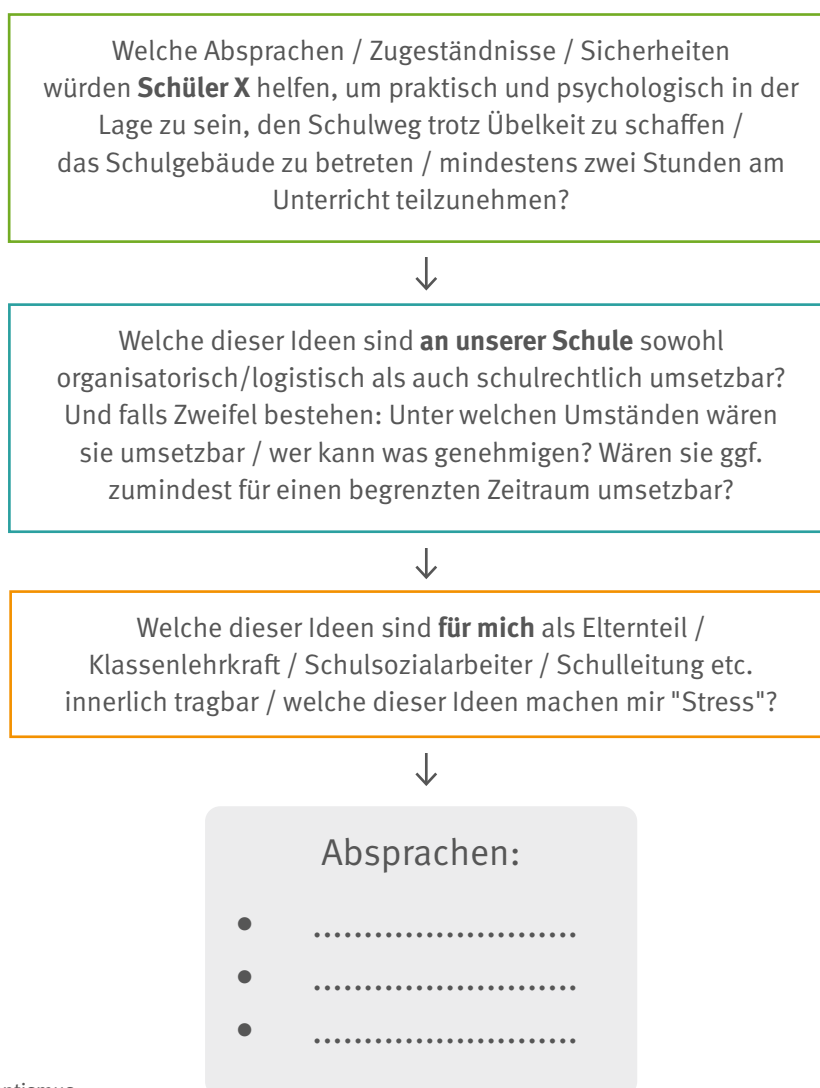 Welche Absprachen / Zugeständnisse / Sicherheiten
würden Schüler X helfen, um praktisch und psychologisch in der
Lage zu sein, den Schulweg trotz Übelkeit zu schaffen /
das Schulgebäude zu betreten / mindestens zwei Stunden am
Unterricht teilzunehmen?
↓
Welche dieser Ideen sind an unserer Schule sowohl
organisatorisch/logistisch als auch schulrechtlich umsetzbar?
Und falls Zweifel bestehen: Unter welchen Umständen wären
sie umsetzbar / wer kann was genehmigen? Wären sie ggf.
zumindest für einen begrenzten Zeitraum umsetzbar?
↓
Welche dieser Ideen sind für mich als Elternteil /
Klassenlehrkraft / Schulsozialarbeiter / Schulleitung etc.
innerlich tragbar / welche dieser Ideen machen mir "Stress"?
↓
Absprachen:
• ..........................
• ..........................
• ..........................